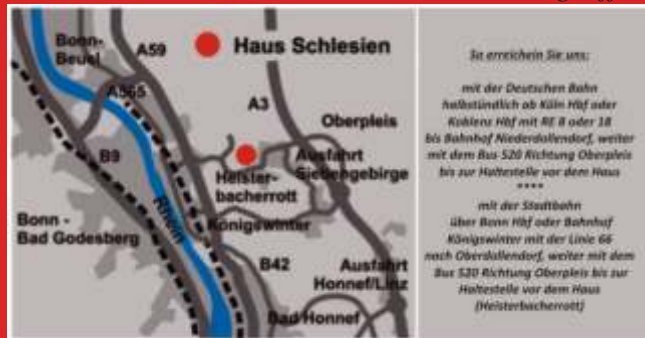 Bonn-
Beuel
A59
Haus Schlesien
A565
A3
Oberpleis
B9
Heister-
bacherrott
Ausfahrt
Siebengebirge
Rhein
Bonn -
Bad Godesberg
Königswinter
B42
Ausfahrt
Honnef/Linz
Bad Honnef
So erreichein Sie uns:
mit der Deutschen Bahn
halbstündlich ab Köln Hbf oder
Koblenz Hbf mit RE 8 oder 18
bis Bahnhof Niederdollendorf, weiter
mit dem Bus 520 Richtung Oberpleis
bis zur Haltestelle vor dem Haus
****
mit der Stadtbahn
über Bonn Hbf oder Bahnhof
Königswinter mit der Linie 66
nach Oberdollendorf, weiter mit dem
Bus 520 Richtung Oberpleis bis zur
Haltestelle vor dem Haus
(Heisterbacherrott)